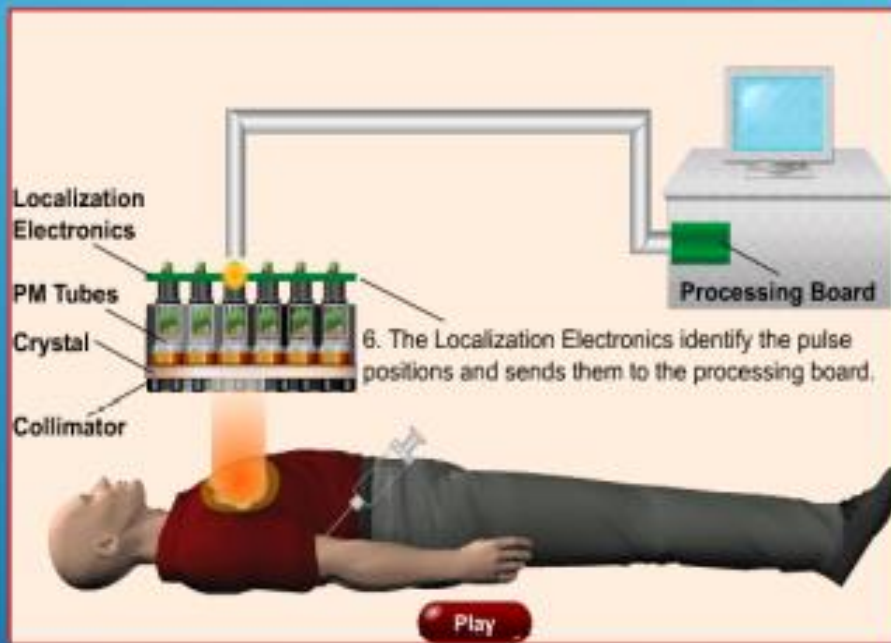 Localization
Electronics
PM Tubes
Crystal
Collimator
Processing Board
6. The Localization Electronics identify the pulse
positions and sends them to the processing board.
Play